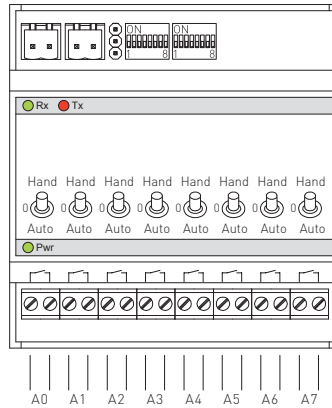 ON ON
1 8 1 8
Rx Tx
Hand Hand Hand Hand Hand Hand Hand Hand
0 0 0 0 0 0 0 0
Auto Auto Auto Auto Auto Auto Auto Auto
Pwr
A0 A1 A2 A3 A4 A5 A6 A7